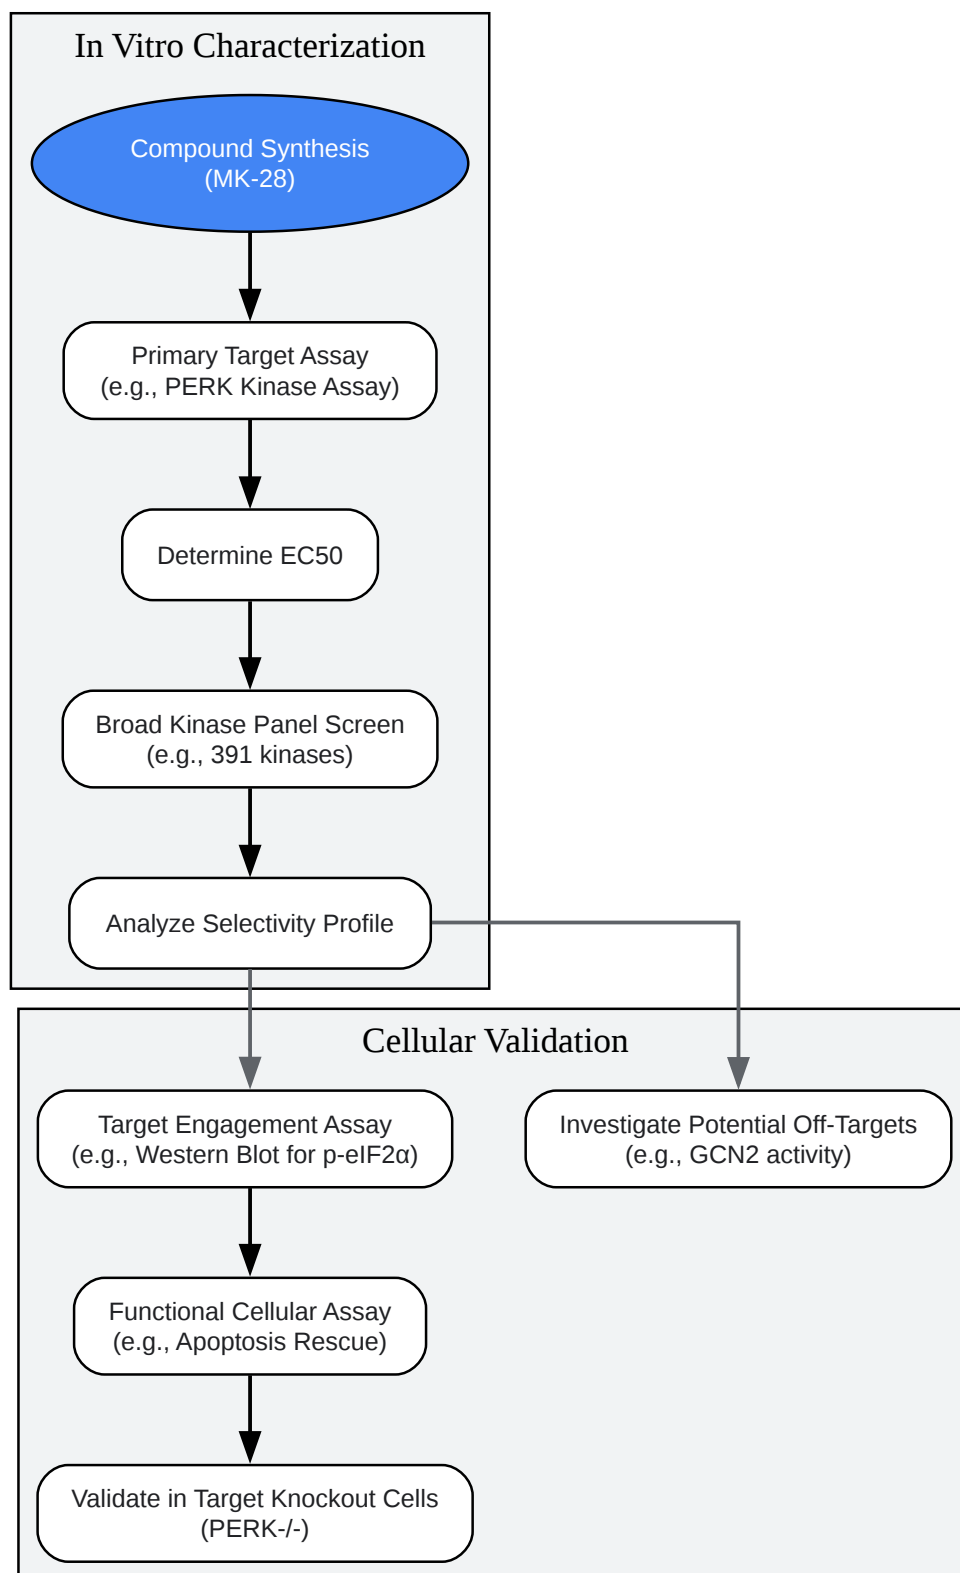 In Vitro Characterization
Compound Synthesis
(MK-28)
Primary Target Assay
(e.g., PERK Kinase Assay)
Determine EC50
Broad Kinase Panel Screen
(e.g., 391 kinases)
Analyze Selectivity Profile
Cellular Validation
Target Engagement Assay
(e.g., Western Blot for p-eIF2α)
Investigate Potential Off-Targets
(e.g., GCN2 activity)
Functional Cellular Assay
(e.g., Apoptosis Rescue)
Validate in Target Knockout Cells
(PERK-/-)